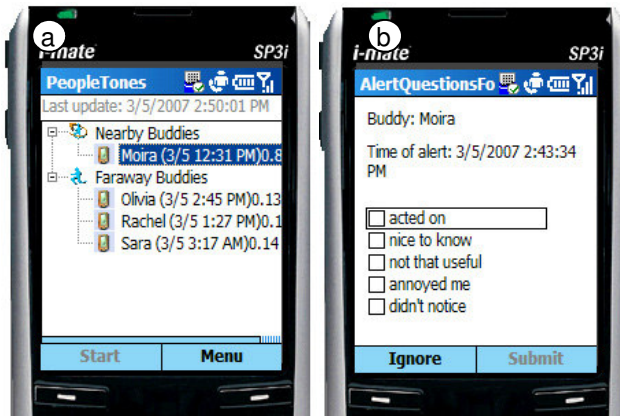 a
i-mate
SP3i
PeopleTones
Last update: 3/5/2007 2:50:01 PM
Nearby Buddies
Moira (3/5 12:31 PM)0.8
Faraway Buddies
Olivia (3/5 2:45 PM)0.13
Rachel (3/5 1:27 PM)0.1
Sara (3/5 3:17 AM)0.14
Start
Menu
b
i-mate
SP3i
AlertQuestionsFo
Buddy: Moira
Time of alert: 3/5/2007 2:43:34
PM
acted on
nice to know
not that useful
annoyed me
didn't notice
Ignore
Submit